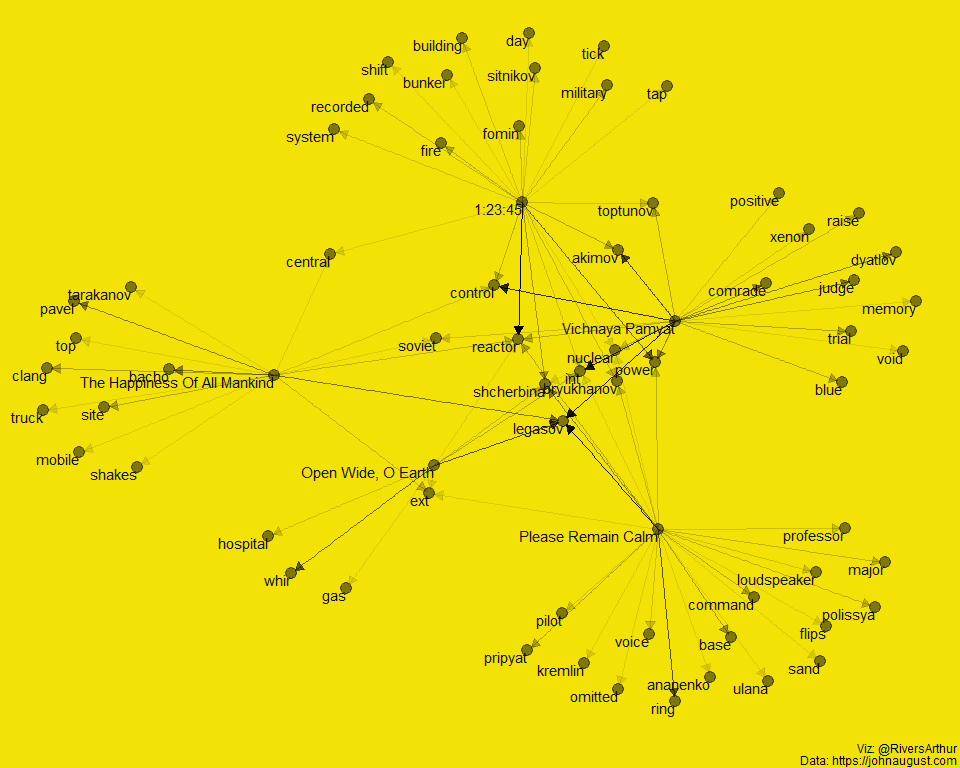 day
building
tick
shift
sitnikov
bunker
military
tap
recorded
fomin
system
fire
positive
1:23:45
toptunov
raise
xenon
akimov
central
dyatlov
control
comrade
judge
tarakanov
pavel
memory
Vichnaya Pamyat
trial
top
soviet
reactor
nuclear
void
power
clang
bacho
The Happiness Of All Mankind
int
bryukhanov
shcherbina
blue
truck
site
legasov
mobile
shakes
Open Wide, O Earth
ext
Please Remain Calm
professor
hospital
major
whir
loudspeaker
gas
command
polissya
pilot
flips
voice
base
pripyat
kremlin
sand
ananenko
ulana
omitted
ring
Viz: @RiversArthur
Data: https://johnaugust.com